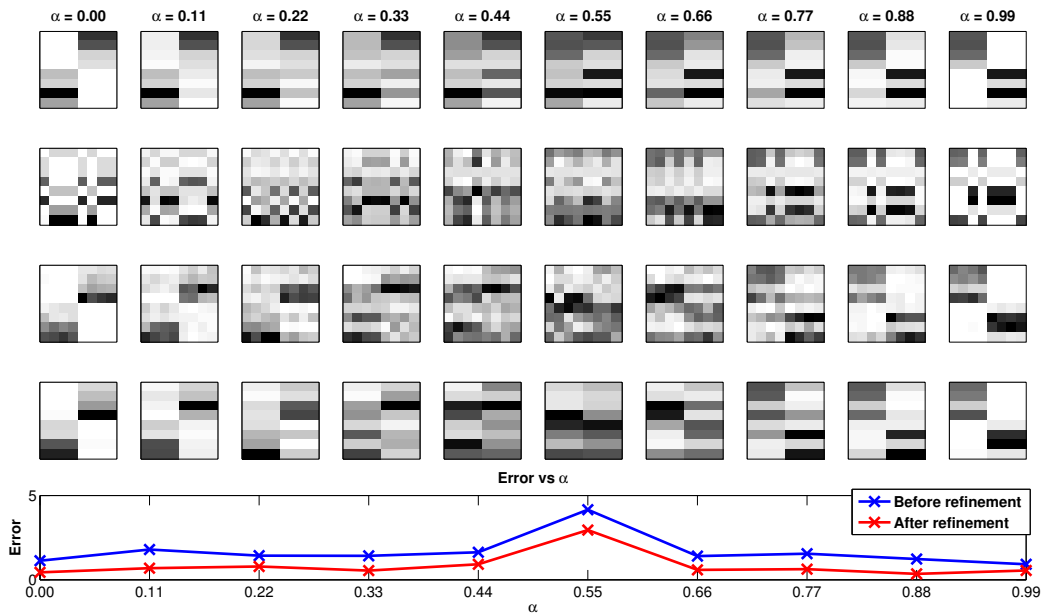 α = 0.00 α = 0.11 α = 0.22 α = 0.33 α = 0.44 α = 0.55 α = 0.66 α = 0.77 α = 0.88 α = 0.99
Error vs α
5
Before refinement
After refinement
Error
0
0.00 0.11 0.22 0.33 0.44 0.55 0.66 0.77 0.88 0.99
α